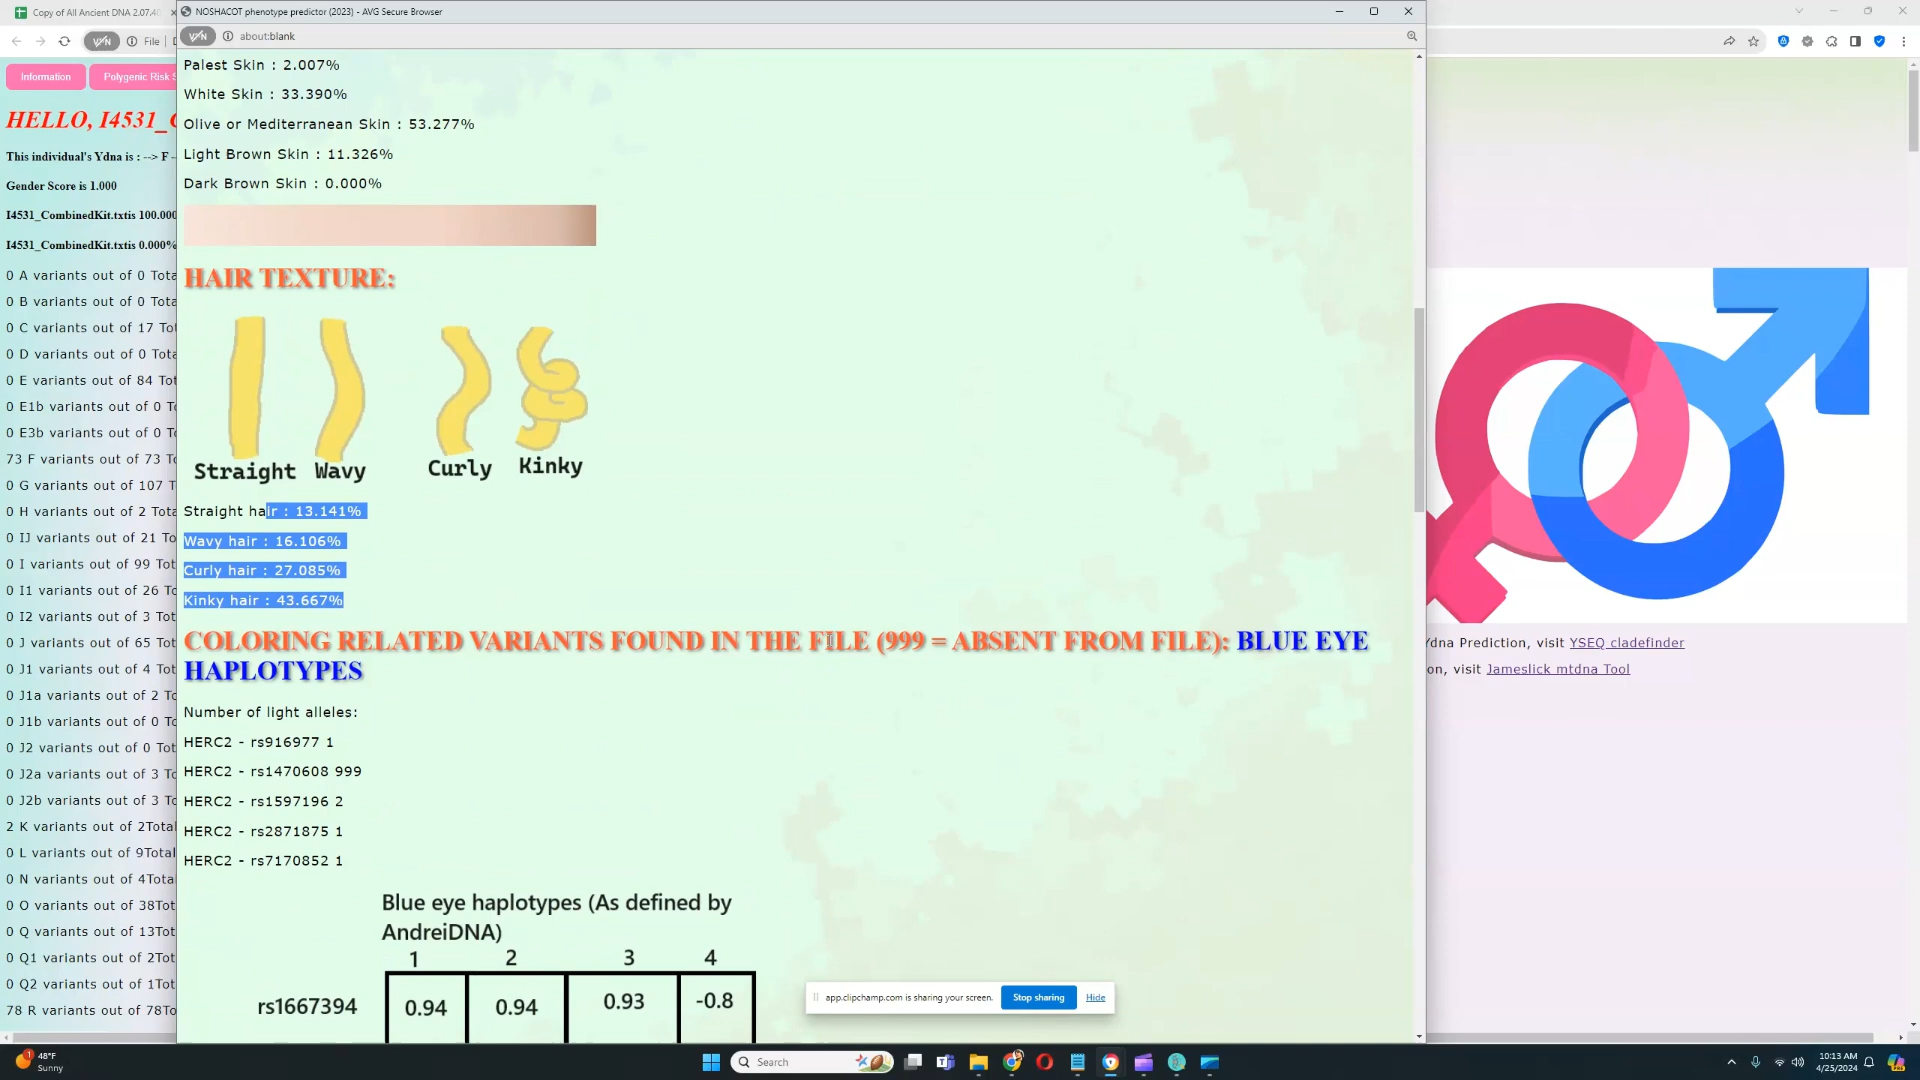 Copy of All Ancient DNA 2.07.40
NOSHACOT phenotype predictor (2023) - AVG Secure Browser
File
about:blank
Information
Polygenic Risk S
HELLO, I4531_C
This individual's Ydna is : --> F -
Gender Score is 1.000
I4531_CombinedKit.txtis 100.000
I4531_CombinedKit.txtis 0.000%
0 A variants out of 0 Tota
0 B variants out of 0 Tota
0 C variants out of 17 Tot
0 D variants out of 0 Tota
0 E variants out of 84 Tot
0 E1b variants out of 0 To
0 E3b variants out of 0 To
73 F variants out of 73 To
0 G variants out of 107 To
0 H variants out of 2 Tota
0 IJ variants out of 21 Tot
0 I variants out of 99 Tot
0 I1 variants out of 26 To
0 I2 variants out of 3 Tot
0 J variants out of 65 Tot
0 J1 variants out of 4 Tot
0 J1a variants out of 2 To
0 J1b variants out of 0 To
0 J2 variants out of 0 Tot
0 J2a variants out of 3 To
0 J2b variants out of 3 To
2 K variants out of 2Total
0 L variants out of 9Total
0 N variants out of 4Total
0 O variants out of 38Tota
0 Q variants out of 13Tota
0 Q1 variants out of 2Tot
0 Q2 variants out of 1Tot
78 R variants out of 78To
Palest Skin : 2.007%
White Skin : 33.390%
Olive or Mediterranean Skin : 53.277%
Light Brown Skin : 11.326%
Dark Brown Skin : 0.000%
HAIR TEXTURE:
Straight Wavy Curly Kinky
Straight hair : 13.141%
Wavy hair : 16.106%
Curly hair : 27.085%
Kinky hair : 43.667%
COLORING RELATED VARIANTS FOUND IN THE FILE (999 = ABSENT FROM FILE): BLUE EYE
HAPLOTYPES
Number of light alleles:
HERC2 - rs916977 1
HERC2 - rs1470608 999
HERC2 - rs1597196 2
HERC2 - rs2871875 1
HERC2 - rs7170852 1
Blue eye haplotypes (As defined by
AndreiDNA)
1 2 3 4
rs1667394 0.94 0.94 0.93 -0.8
Ydna Prediction, visit YSEQ cladefinder
on, visit Jameslick mtdna Tool
app.clipchamp.com is sharing your screen. Stop sharing Hide
1
48°F
Sunny
Search
10:13 AM
4/25/2024